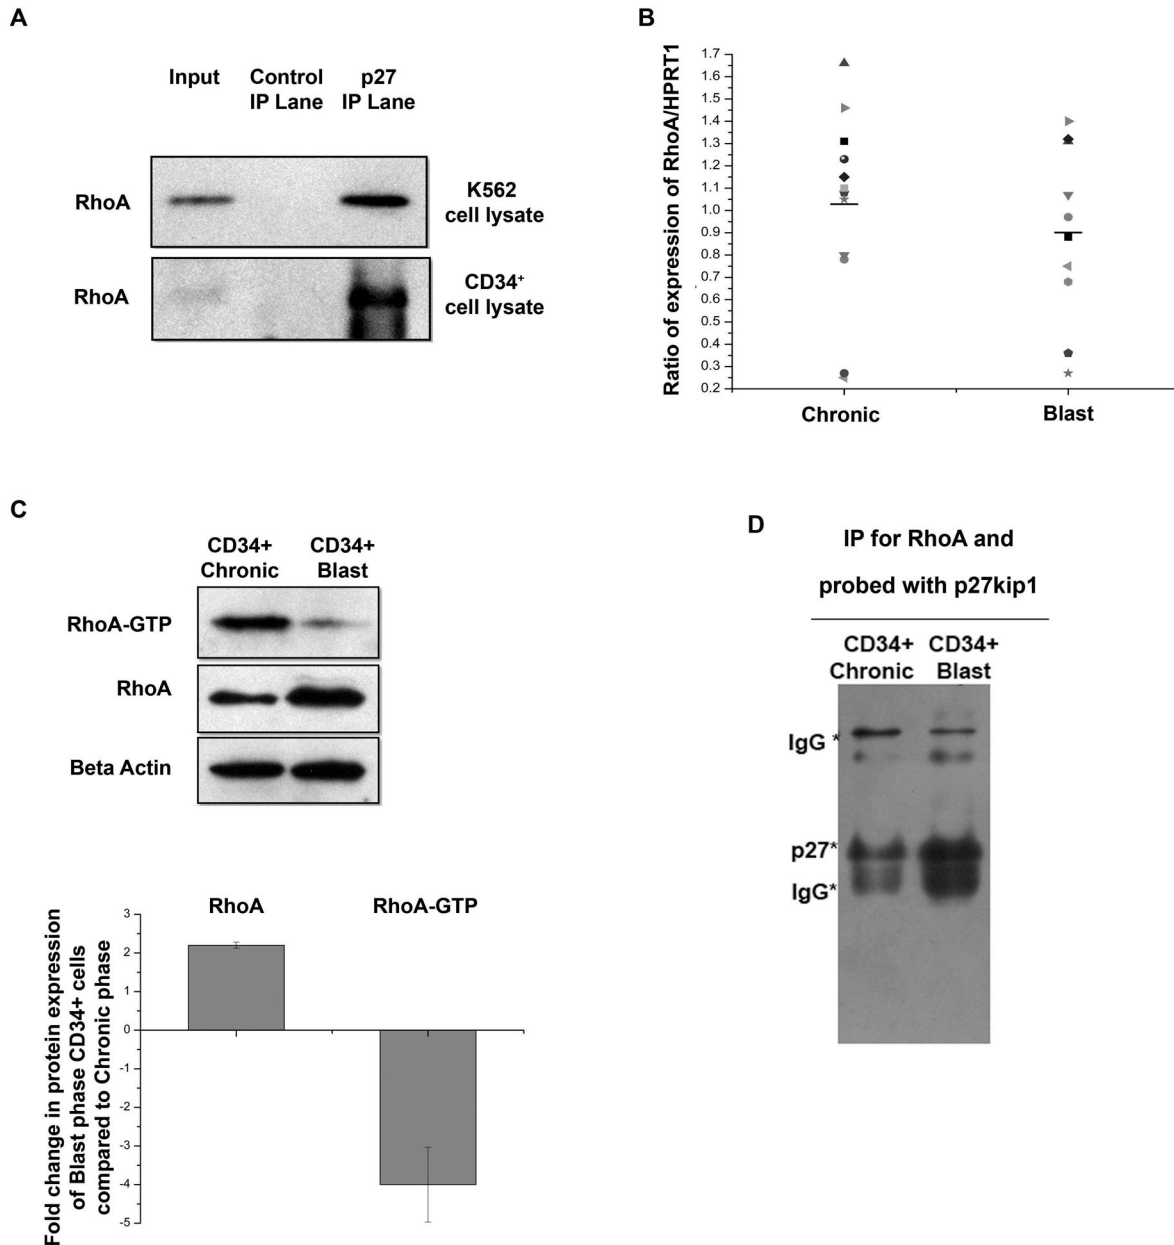 A
Input Control p27
IP Lane IP Lane
RhoA K562
cell lysate
RhoA CD34+
cell lysate
B
Ratio of expression of RhoA/HPRT1
1.7
1.6
1.5
1.4
1.3
1.2
1.1
1.0
0.9
0.8
0.7
0.6
0.5
0.4
0.3
0.2
Chronic Blast
C
CD34+ CD34+
Chronic Blast
RhoA-GTP
RhoA
Beta Actin
Fold change in protein expression
of Blast phase CD34+ cells
compared to Chronic phase
RhoA RhoA-GTP
3
2
1
0
-1
-2
-3
-4
-5
D
IP for RhoA and
probed with p27kip1
CD34+ CD34+
Chronic Blast
IgG *
p27*
IgG*